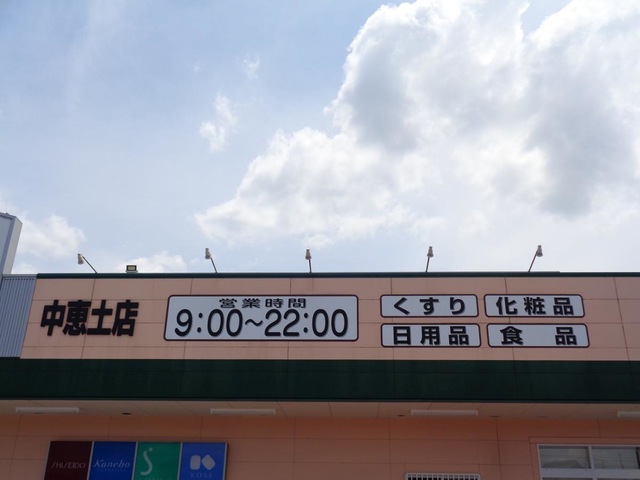 中恵土店
営業時間
9:00～22:00
くすり
化粧品
日用品
食品
SHISEIDO
Kanebo
S
KOSE